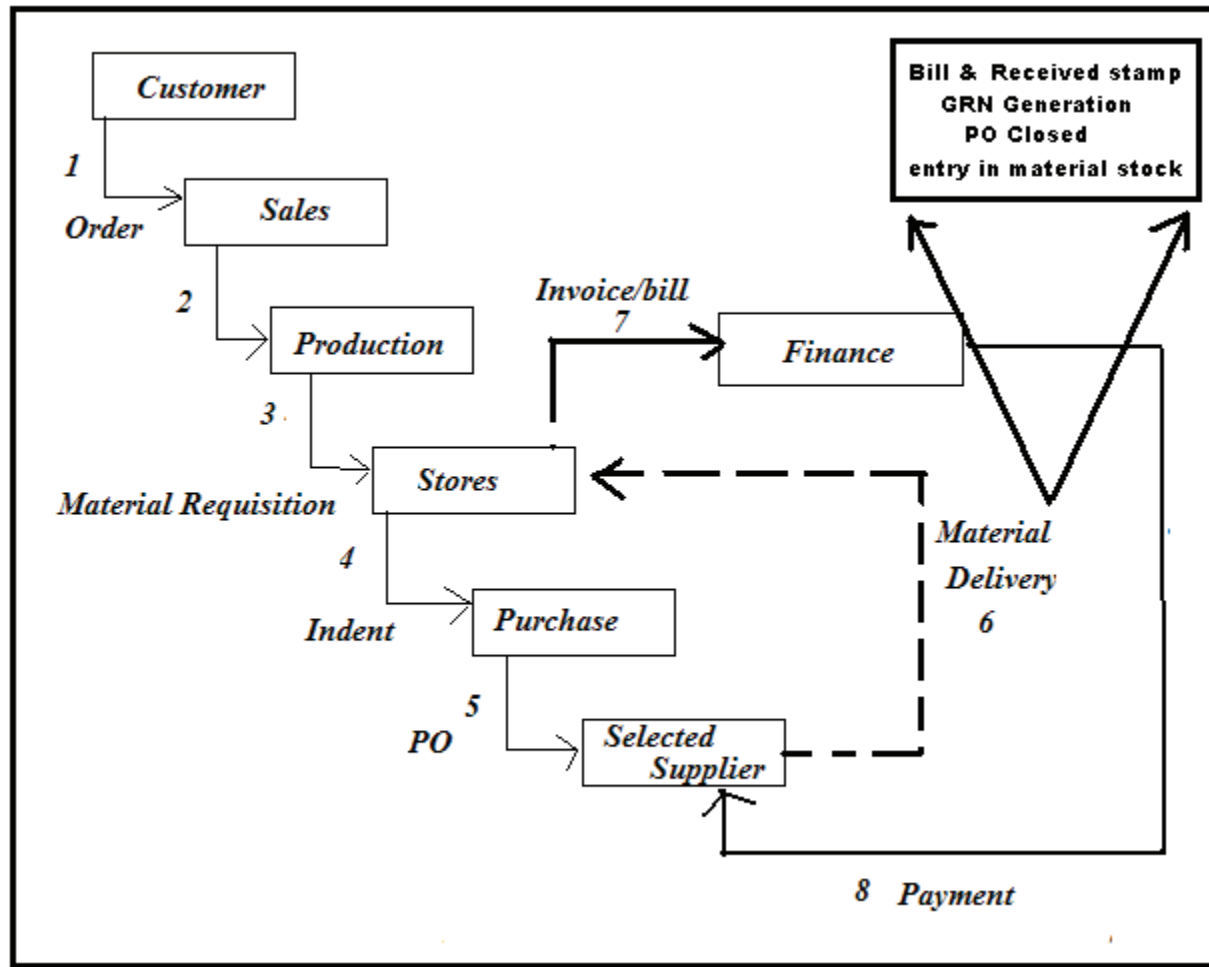 Customer
Bill & Received stamp
GRN Generation
PO Closed
entry in material stock
1
Order
Sales
2
Production
Invoice/bill
7
Finance
3
Material Requisition
Stores
4
Indent
Purchase
Material
Delivery
6
5
PO
Selected
Supplier
8 Payment